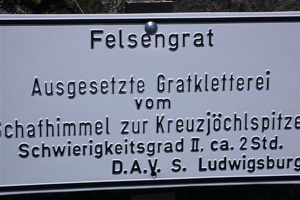 Felsengrat
Ausgesetzte Gratkletterei
vom
Schafhimmel zur Kreuzjöchlspitze
Schwierigkeitsgrad II, ca. 2 Std.
D.A.V. S. Ludwigsburg